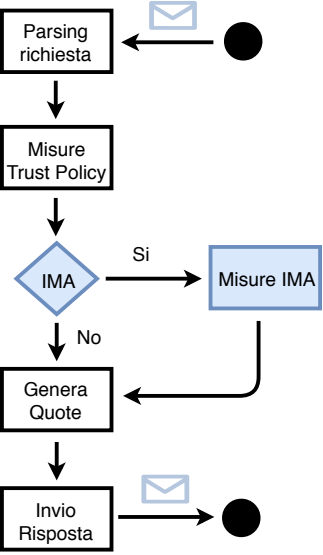 Parsing
richiesta
Misure
Trust Policy
IMA
Si
Misure IMA
No
Genera
Quote
Invio
Risposta